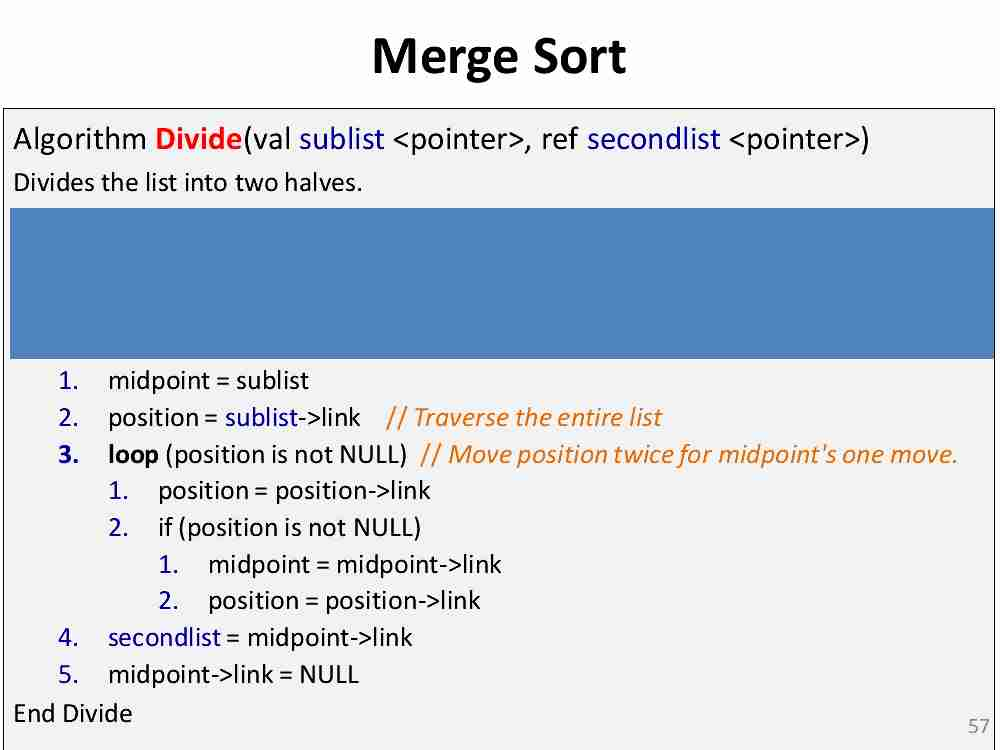 Merge Sort
Algorithm Divide(val sublist <pointer>, ref secondlist <pointer>)
Divides the list into two halves.
1. midpoint = sublist
2. position = sublist->link // Traverse the entire list
3. loop (position is not NULL) // Move position twice for midpoint's one move.
1. position = position->link
2. if (position is not NULL)
1. midpoint = midpoint->link
2. position = position->link
4. secondlist = midpoint->link
5. midpoint->link = NULL
End Divide
57